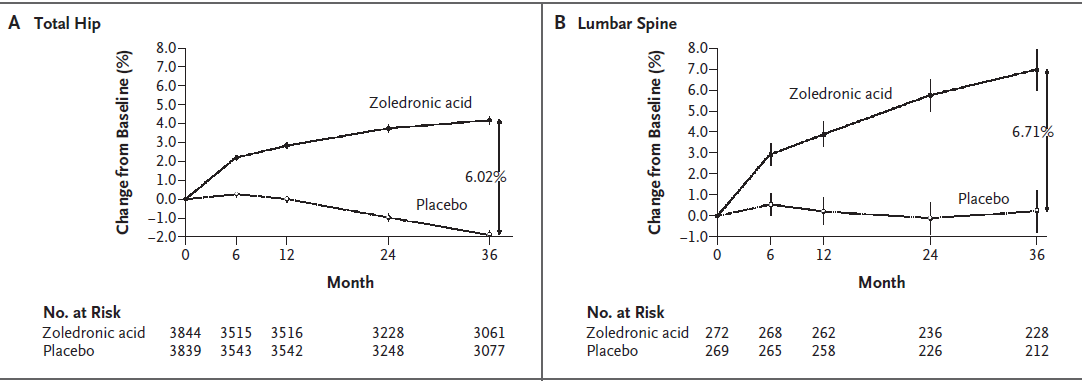 A Total Hip
Change from Baseline (%)
8.0
7.0
6.0
5.0
4.0
3.0
2.0
1.0
0.0
−1.0
−2.0
Zoledronic acid
6.02%
Placebo
0 6 12 24 36
Month
No. at Risk
Zoledronic acid 3844 3515 3516 3228 3061
Placebo 3839 3543 3542 3248 3077
B Lumbar Spine
Change from Baseline (%)
8.0
7.0
6.0
5.0
4.0
3.0
2.0
1.0
0.0
−1.0
Zoledronic acid
6.71%
Placebo
0 6 12 24 36
Month
No. at Risk
Zoledronic acid 272 268 262 236 228
Placebo 269 265 258 226 212